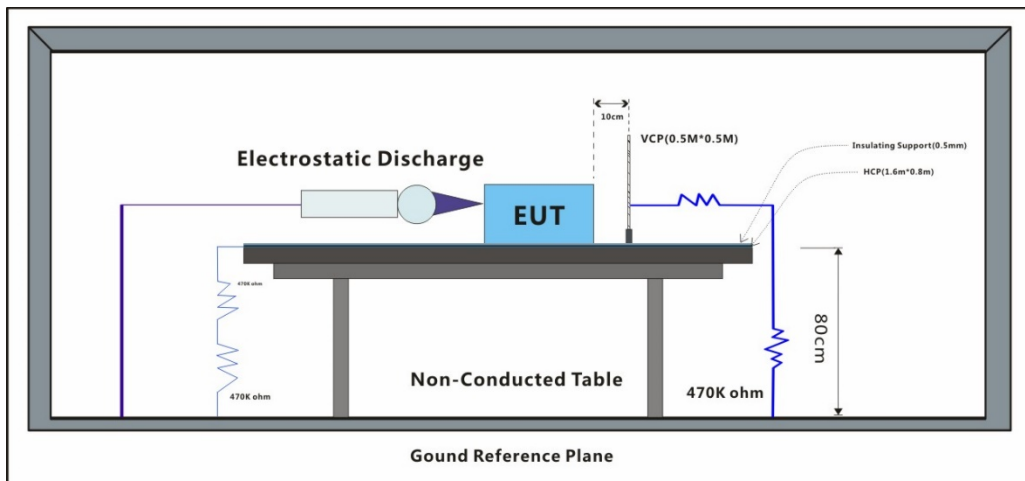 10cm
VCP(0.5M*0.5M)
Insulating Support(0.5mm)
Electrostatic Discharge
HCP(1.6m*0.8m)
EUT
470K ohm
80cm
Non-Conducted Table
470K ohm
470K ohm
Gound Reference Plane